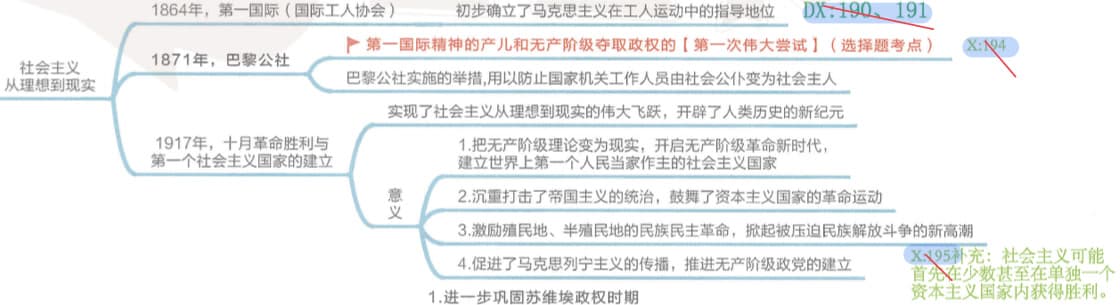 1864年，第一国际（国际工人协会）
初步确立了马克思主义在工人运动中的指导地位
DX:190、191
第一国际精神的产儿和无产阶级夺取政权的【第一次伟大尝试】（选择题考点）
X:194
社会主义
从理想到现实
1871年，巴黎公社
巴黎公社实施的举措,用以防止国家机关工作人员由社会公仆变为社会主人
实现了社会主义从理想到现实的伟大飞跃，开辟了人类历史的新纪元
1917年，十月革命胜利与
第一个社会主义国家的建立
1.把无产阶级理论变为现实，开启无产阶级革命新时代，
建立世界上第一个人民当家作主的社会主义国家
意
义
2.沉重打击了帝国主义的统治，鼓舞了资本主义国家的革命运动
3.激励殖民地、半殖民地的民族民主革命，掀起被压迫民族解放斗争的新高潮
4.促进了马克思列宁主义的传播，推进无产阶级政党的建立
X:195补充：社会主义可能
首先在少数甚至在单独一个
资本主义国家内获得胜利。
1.进一步巩固苏维埃政权时期